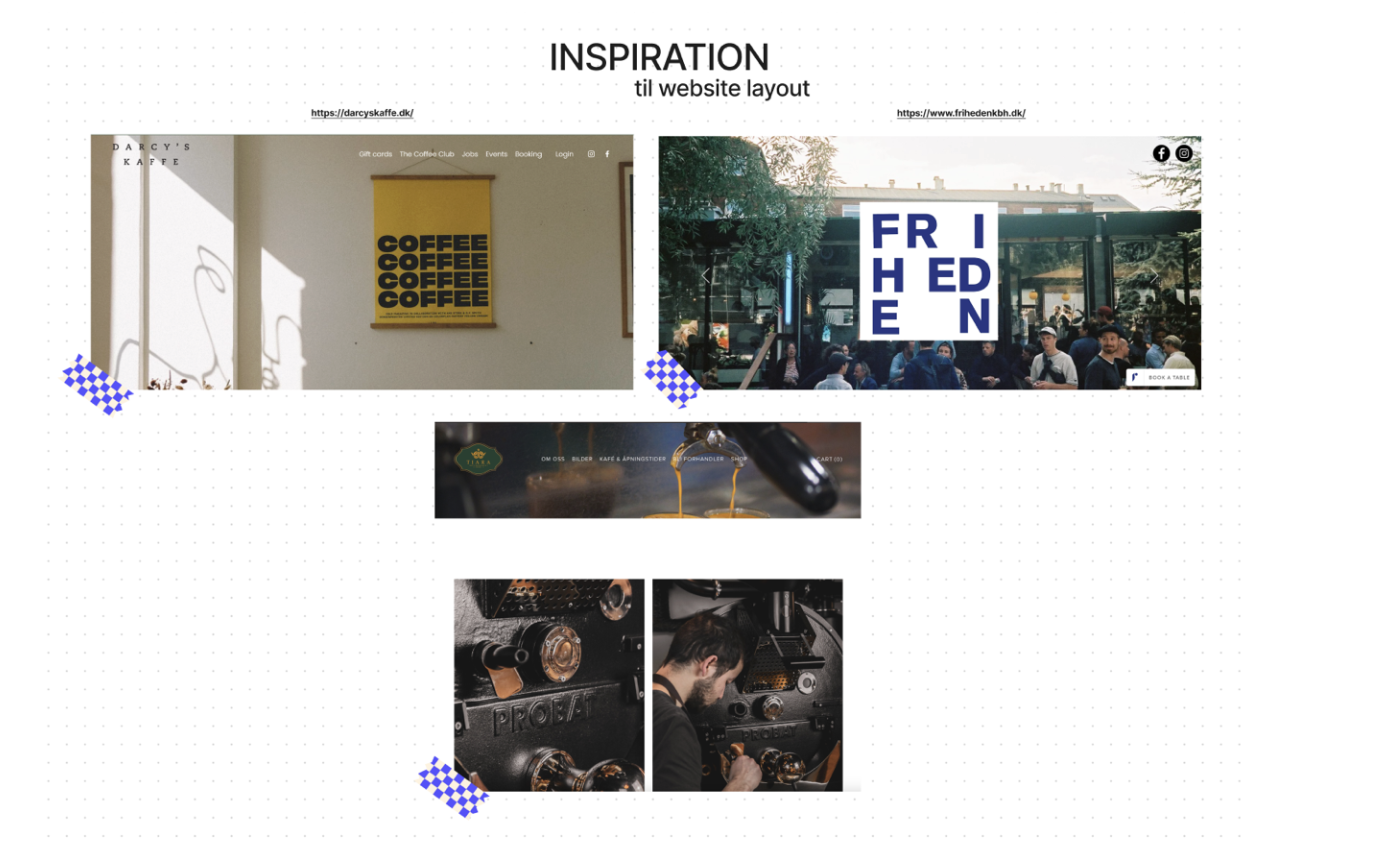 INSPIRATION
til website layout
https://darcyskaffe.dk/
https://www.frihedenkbh.dk/
DARCY'S
KAFFE
Gift cards The Coffee Club Jobs Events Booking Login
COFFEE
COFFEE
COFFEE
COFFEE
FR I
H ED
E N
BOOK A TABLE
TIARA
OM OSS BILDER KAFÉ & ÅPNINGSTIDER BLI FORHANDLER SHOP CART (0)
PROBAT
PROBAT